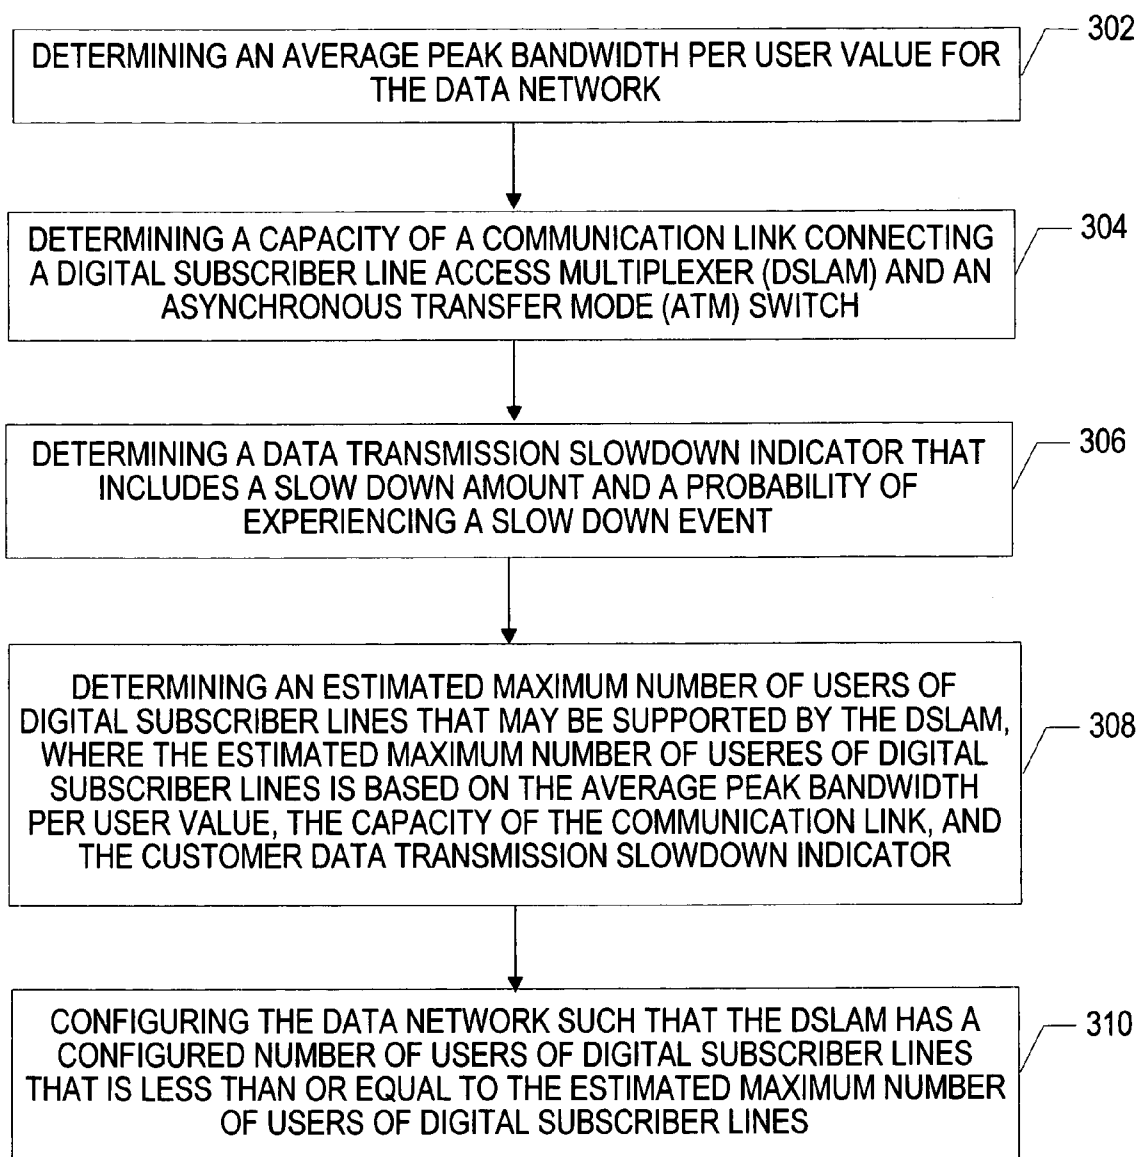 302
DETERMINING AN AVERAGE PEAK BANDWIDTH PER USER VALUE FOR
THE DATA NETWORK
304
DETERMINING A CAPACITY OF A COMMUNICATION LINK CONNECTING
A DIGITAL SUBSCRIBER LINE ACCESS MULTIPLEXER (DSLAM) AND AN
ASYNCHRONOUS TRANSFER MODE (ATM) SWITCH
306
DETERMINING A DATA TRANSMISSION SLOWDOWN INDICATOR THAT
INCLUDES A SLOW DOWN AMOUNT AND A PROBABILITY OF
EXPERIENCING A SLOW DOWN EVENT
308
DETERMINING AN ESTIMATED MAXIMUM NUMBER OF USERS OF
DIGITAL SUBSCRIBER LINES THAT MAY BE SUPPORTED BY THE DSLAM,
WHERE THE ESTIMATED MAXIMUM NUMBER OF USERES OF DIGITAL
SUBSCRIBER LINES IS BASED ON THE AVERAGE PEAK BANDWIDTH
PER USER VALUE, THE CAPACITY OF THE COMMUNICATION LINK, AND
THE CUSTOMER DATA TRANSMISSION SLOWDOWN INDICATOR
310
CONFIGURING THE DATA NETWORK SUCH THAT THE DSLAM HAS A
CONFIGURED NUMBER OF USERS OF DIGITAL SUBSCRIBER LINES
THAT IS LESS THAN OR EQUAL TO THE ESTIMATED MAXIMUM NUMBER
OF USERS OF DIGITAL SUBSCRIBER LINES